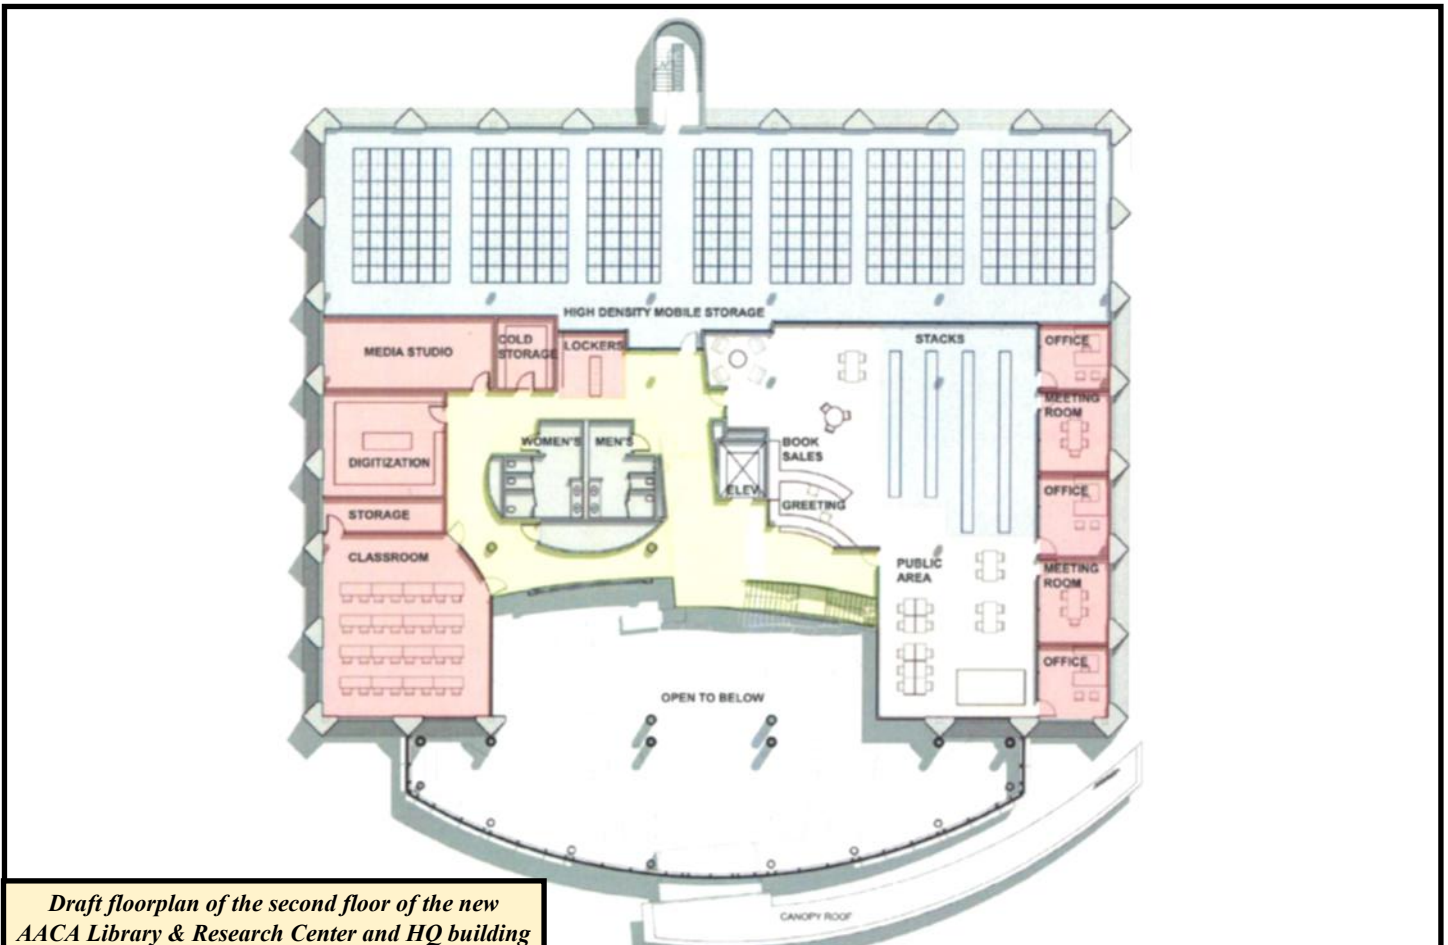 HIGH DENSITY MOBILE STORAGE
MEDIA STUDIO
COLD
STORAGE
LOCKERS
STACKS
OFFICE
MEETING
ROOM
WOMEN'S
MEN'S
BOOK
SALES
DIGITIZATION
ELEV.
OFFICE
GREETING
STORAGE
CLASSROOM
PUBLIC
AREA
MEETING
ROOM
OFFICE
OPEN TO BELOW
CANOPY ROOF
Draft floorplan of the second floor of the new
AACA Library & Research Center and HQ building